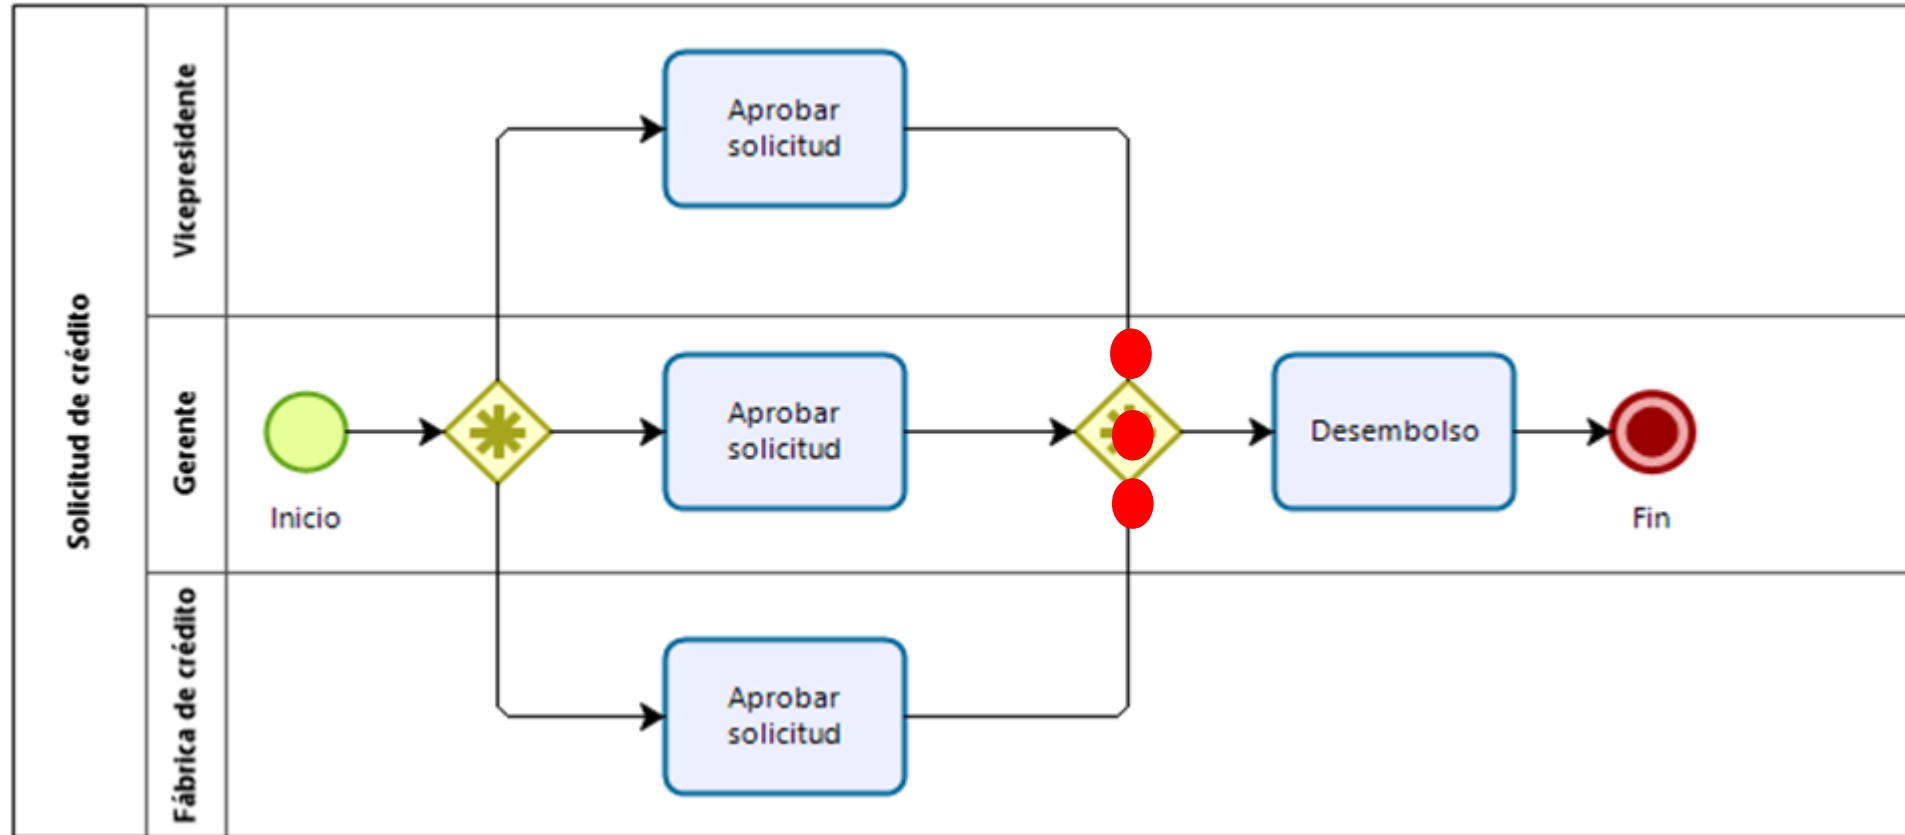 Solicitud de crédito
Vicepresidente
Aprobar
solicitud
Gerente
Inicio
Aprobar
solicitud
Desembolso
Fin
Fábrica de crédito
Aprobar
solicitud